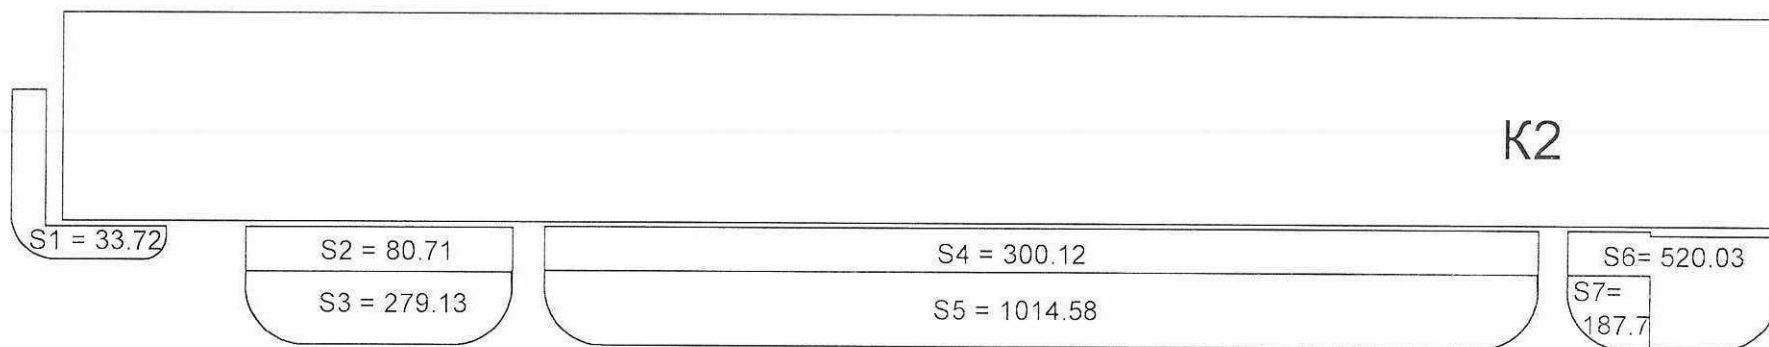 K2
S1 = 33.72
S2 = 80.71
S4 = 300.12
S6= 520.03
S3 = 279.13
S5 = 1014.58
S7=
187.7